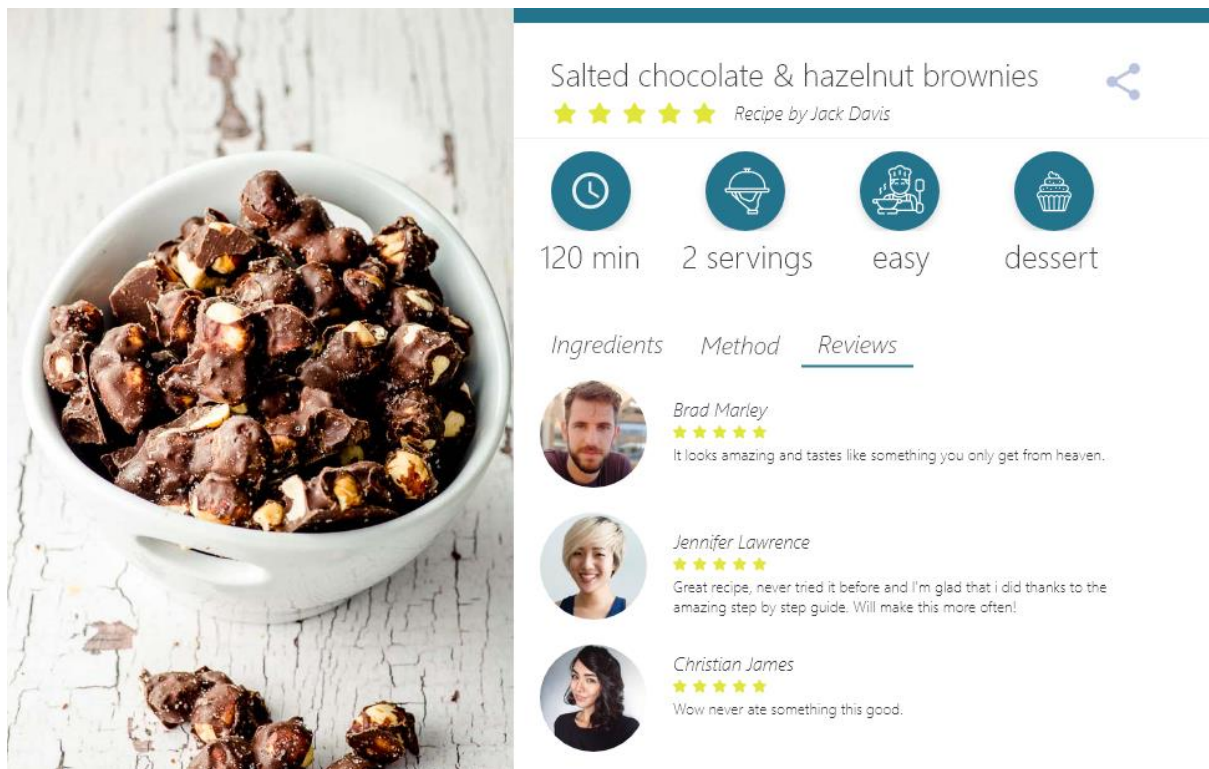 Salted chocolate & hazelnut brownies
Recipe by Jack Davis
120 min
2 servings
easy
dessert
Ingredients
Method
Reviews
Brad Marley
It looks amazing and tastes like something you only get from heaven.
Jennifer Lawrence
Great recipe, never tried it before and I'm glad that i did thanks to the
amazing step by step guide. Will make this more often!
Christian James
Wow never ate something this good.